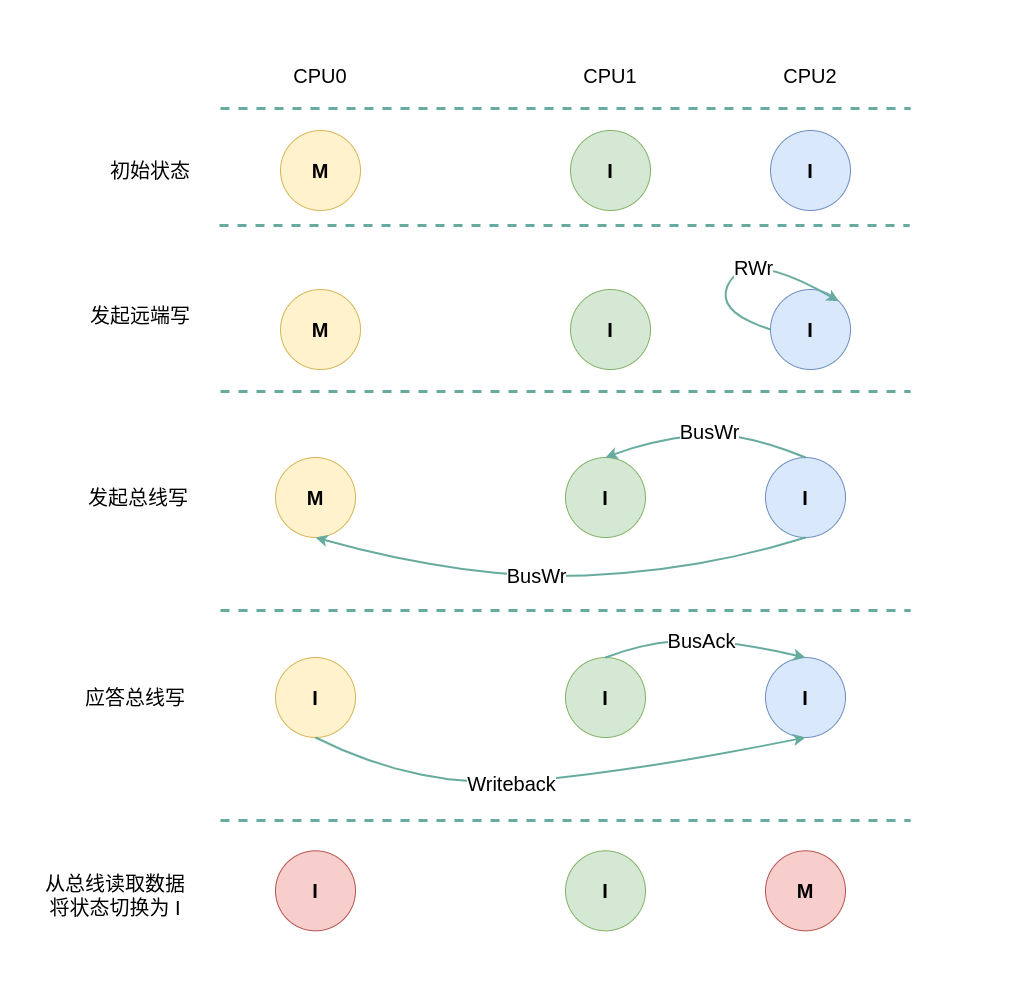 CPU0 CPU1 CPU2
初始状态 M I I
RWr
发起远端写 M I I
BusWr
发起总线写 M I I
BusWr
BusAck
应答总线写 I I I
Writeback
从总线读取数据
将状态切换为 I
I I M